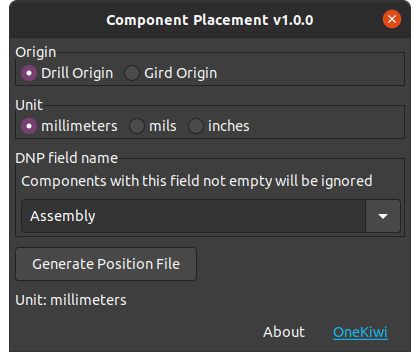 Component Placement v1.0.0
Origin
Drill Origin Gird Origin
Unit
millimeters mils inches
DNP field name
Components with this field not empty will be ignored
Assembly
Generate Position File
Unit: millimeters
About OneKiwi